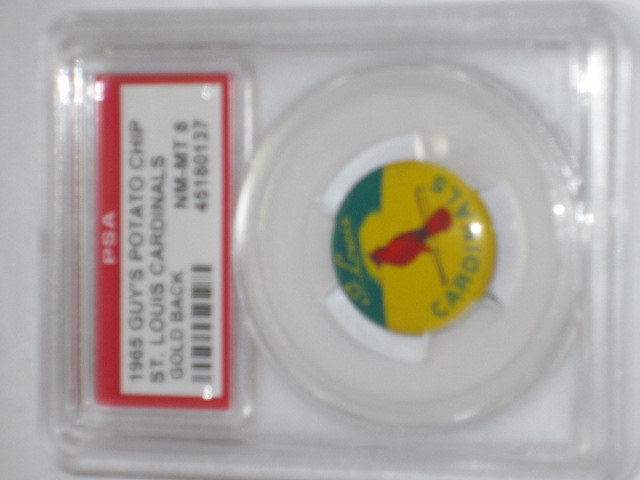 PSA
1965 GUY'S POTATO CHIP
ST. LOUIS CARDINALS
GOLD BACK NM-MT 8
45160137
St. Louis
CARDINALS